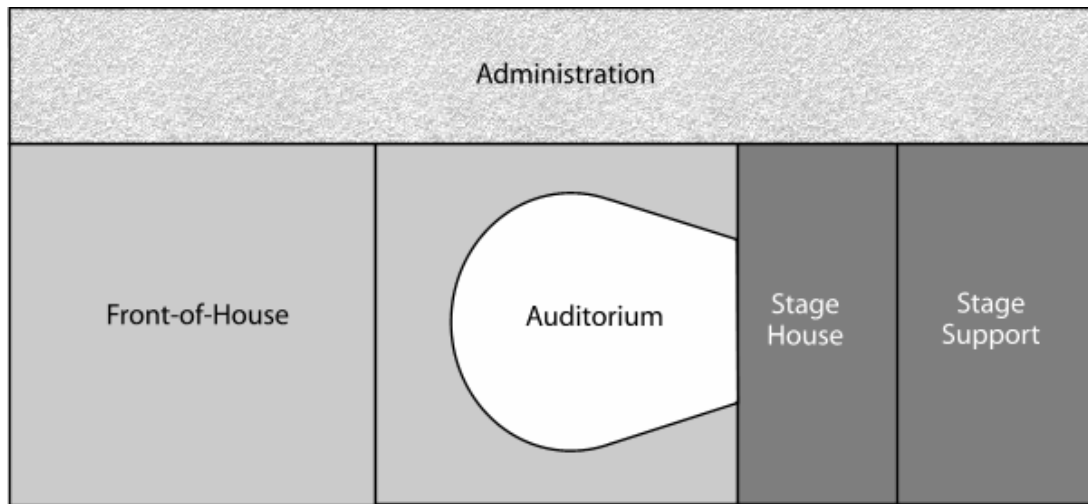 Administration
Front-of-House
Auditorium
Stage
House
Stage
Support